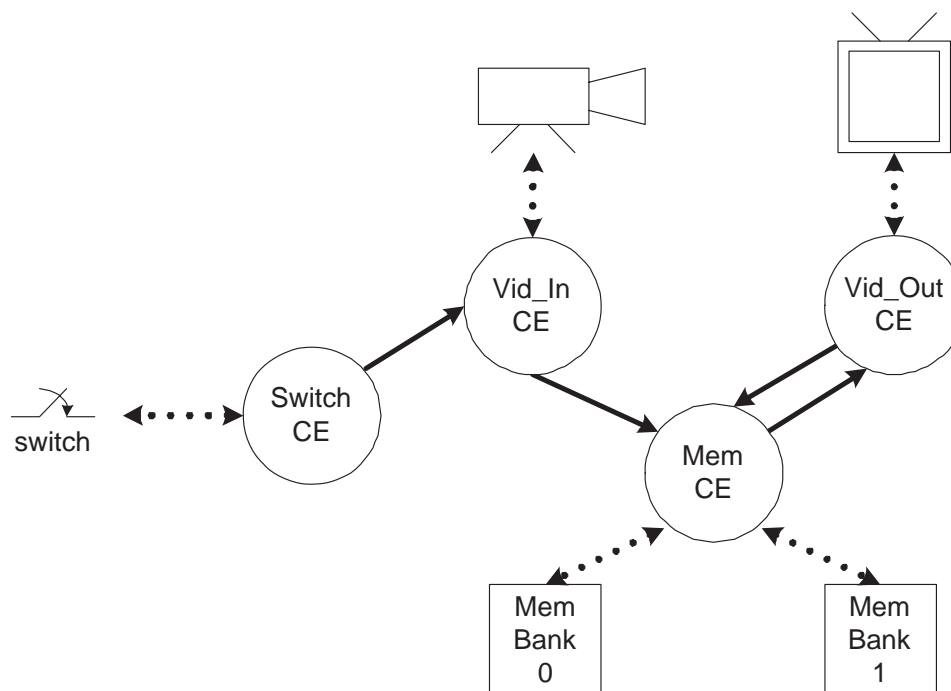 Vid_In
CE
Vid_Out
CE
Switch
CE
switch
Mem
CE
Mem
Bank
0
Mem
Bank
1